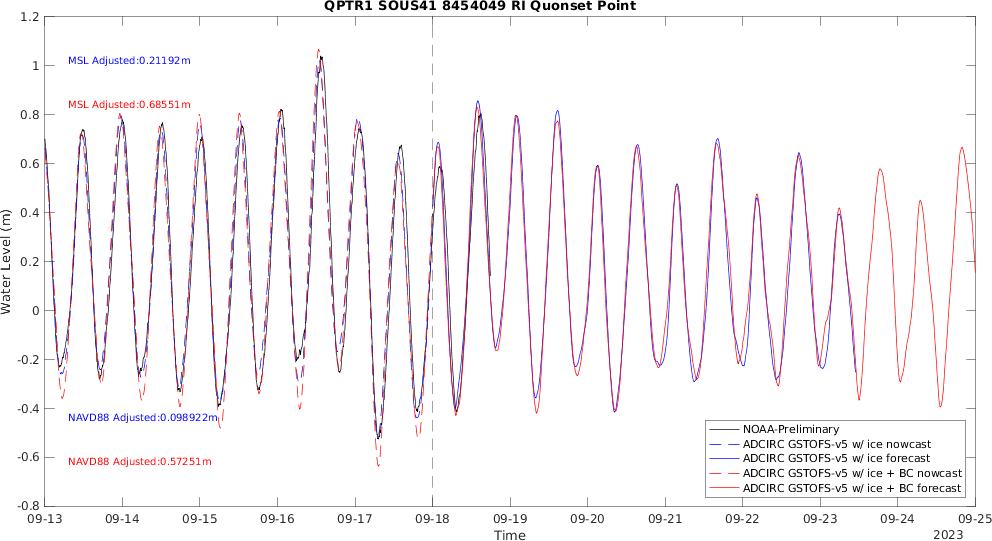 QPTR1 SOUS41 8454049 RI Quonset Point
1.2
1
0.8
0.6
0.4
0.2
0
-0.2
-0.4
-0.6
-0.8
Water Level (m)
MSL Adjusted:0.21192m
MSL Adjusted:0.68551m
NAVD88 Adjusted:0.098922m
NAVD88 Adjusted:0.57251m
NOAA-Preliminary
ADCIRC GSTOFS-v5 w/ ice nowcast
ADCIRC GSTOFS-v5 w/ ice forecast
ADCIRC GSTOFS-v5 w/ ice + BC nowcast
ADCIRC GSTOFS-v5 w/ ice + BC forecast
09-13 09-14 09-15 09-16 09-17 09-18 09-19 09-20 09-21 09-22 09-23 09-24 09-25
Time
2023